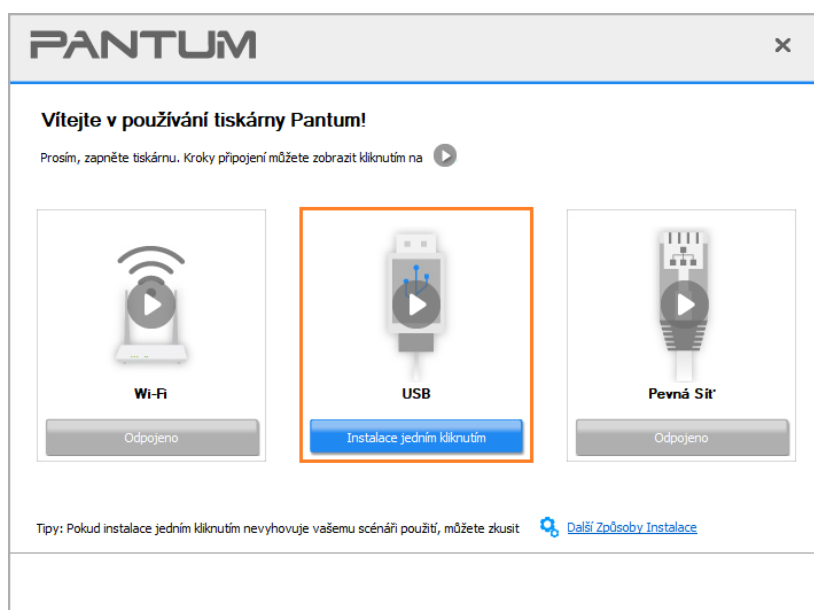 PANTUM
Vítejte v používání tiskárny Pantum!
Prosím, zapněte tiskárnu. Kroky připojení můžete zobrazit kliknutím na
Wi-Fi
USB
Pevná Síť
Odpojeno
Instalace jedním kliknutím
Odpojeno
Tipy: Pokud instalace jedním kliknutím nevyhovuje vašemu scénáři použití, můžete zkusit Další Způsoby Instalace